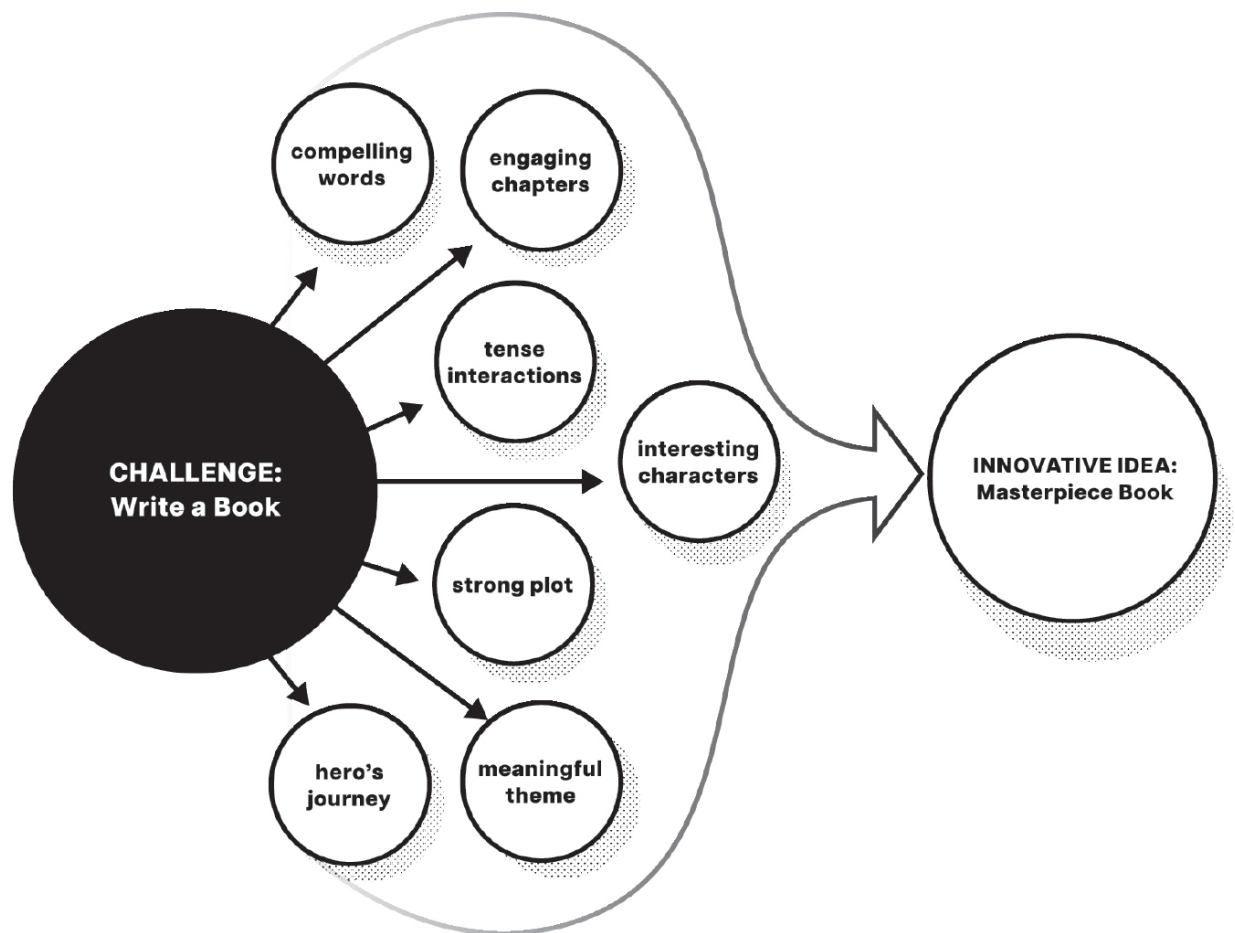 compelling
words
engaging
chapters
tense
interactions
interesting
characters
CHALLENGE:
Write a Book
INNOVATIVE IDEA:
Masterpiece Book
strong plot
hero’s
journey
meaningful
theme